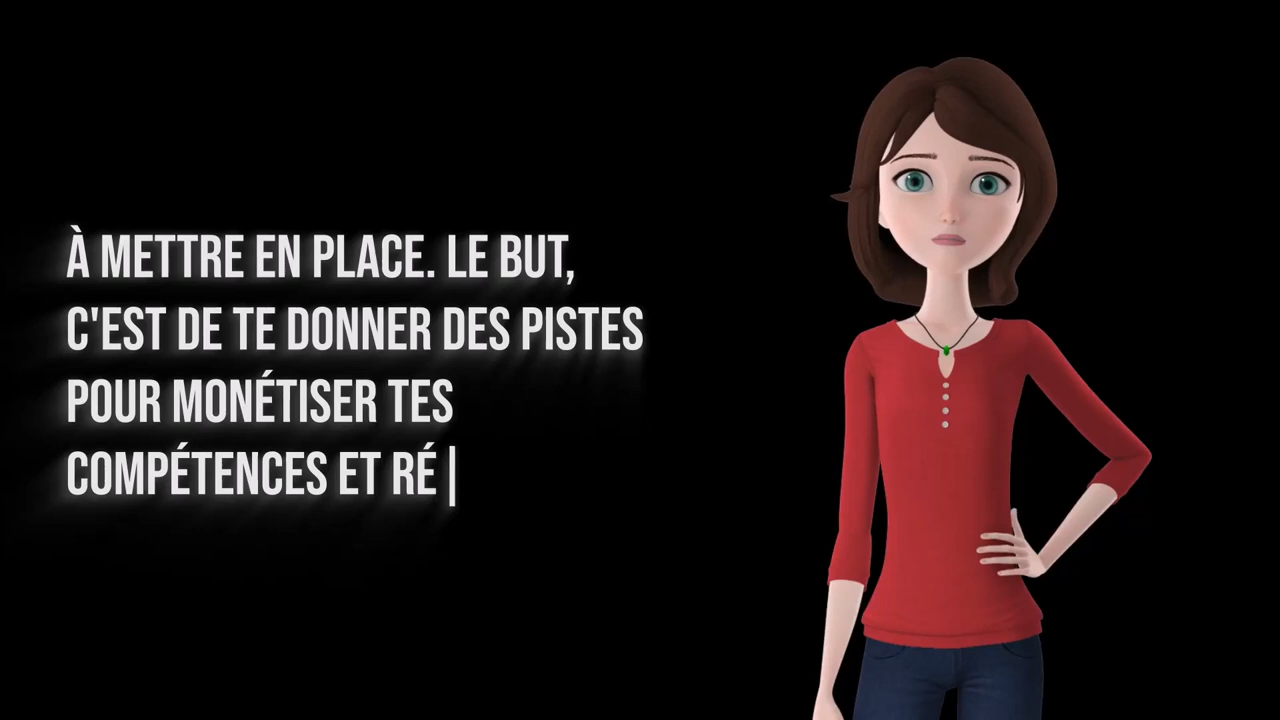 À METTRE EN PLACE. LE BUT,
C'EST DE TE DONNER DES PISTES
POUR MONÉTISER TES
COMPÉTENCES ET RÉ